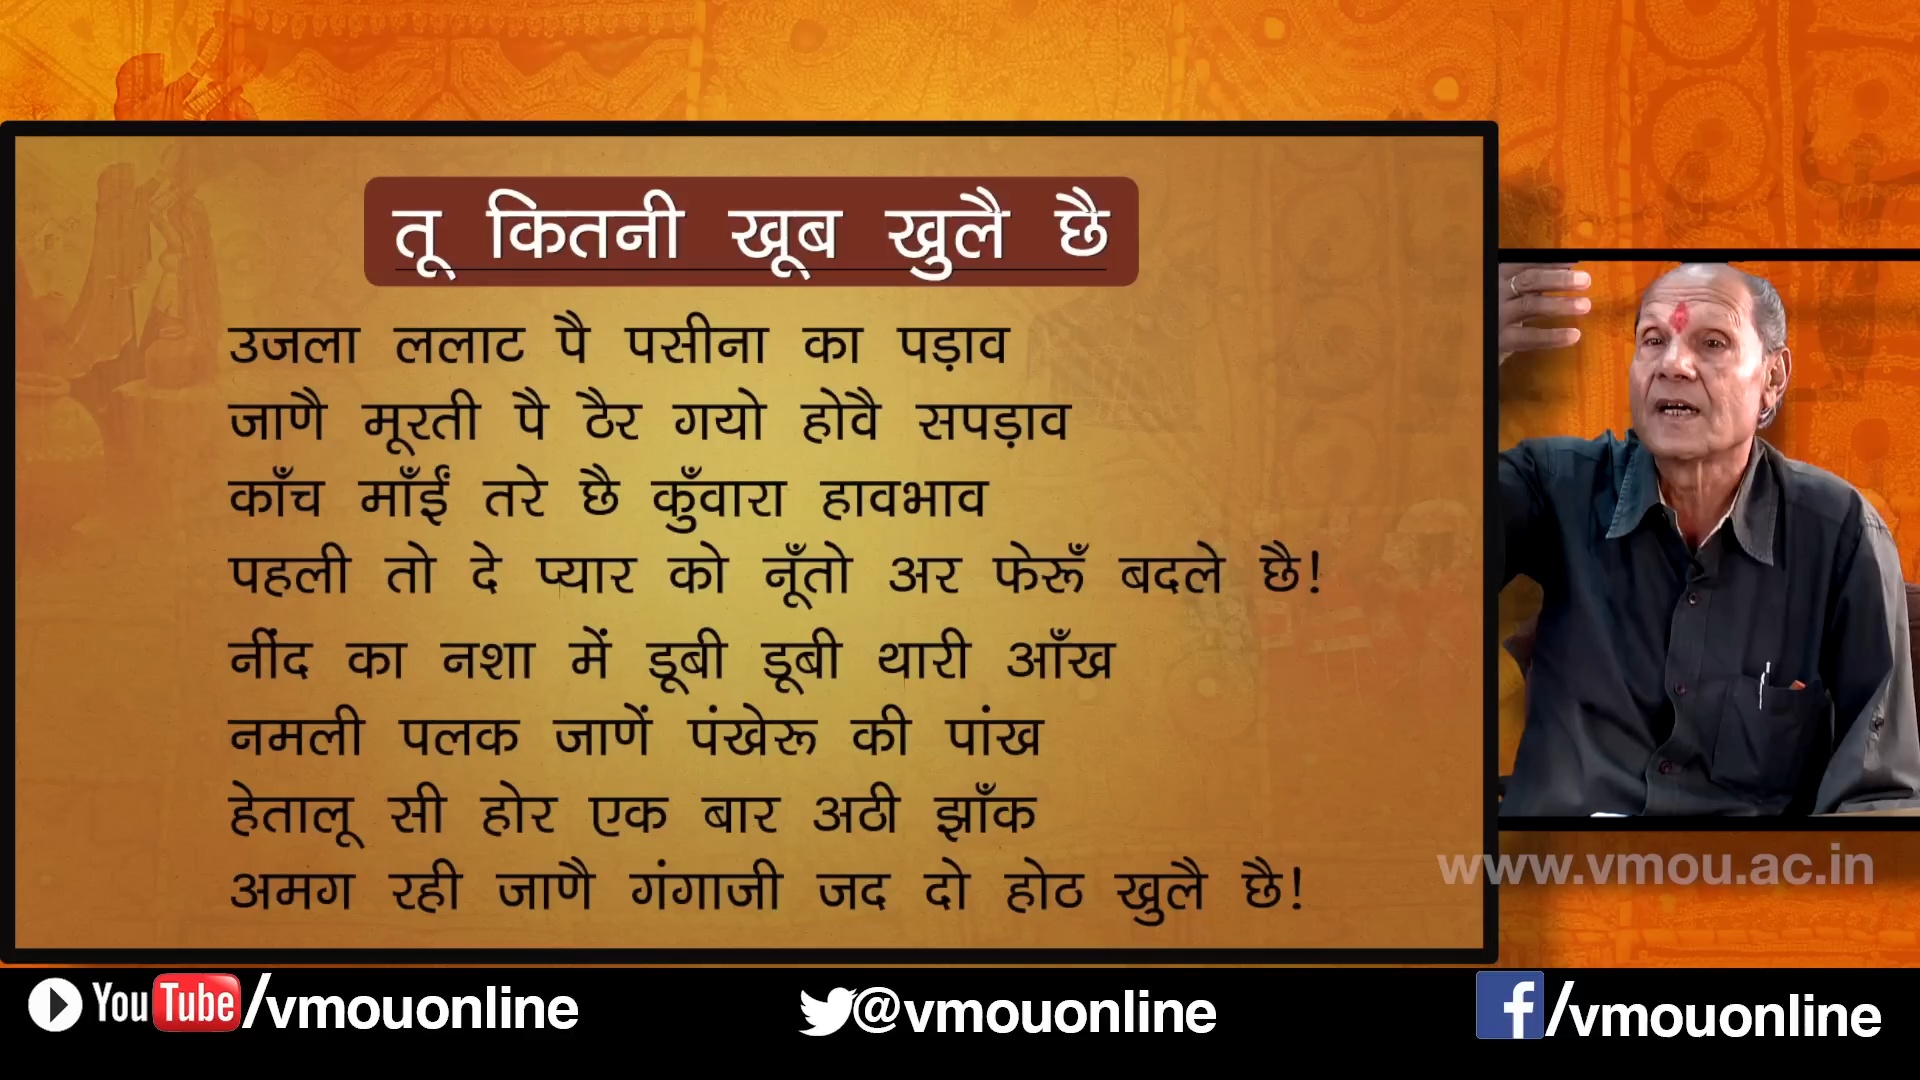 तू कितनी खूब खुलै छै
उजला ललाट पै पसीना का पड़ाव
जाणै मूरती पै ठैर गयो होवै सपड़ाव
काँच माँईं तरे छै कुँवारा हावभाव
पहली तो दे प्यार को नूँतो अर फेरूँ बदले छै!
नींद का नशा में डूबी डूबी थारी आँख
नमली पलक जाणें पंखेरू की पांख
हेतालू सी होर एक बार अठी झाँक
अमग रही जाणै गंगाजी जद दो होठ खुलै छै!
www.vmou.ac.in
YouTube/vmouonline
@vmouonline
f/vmouonline